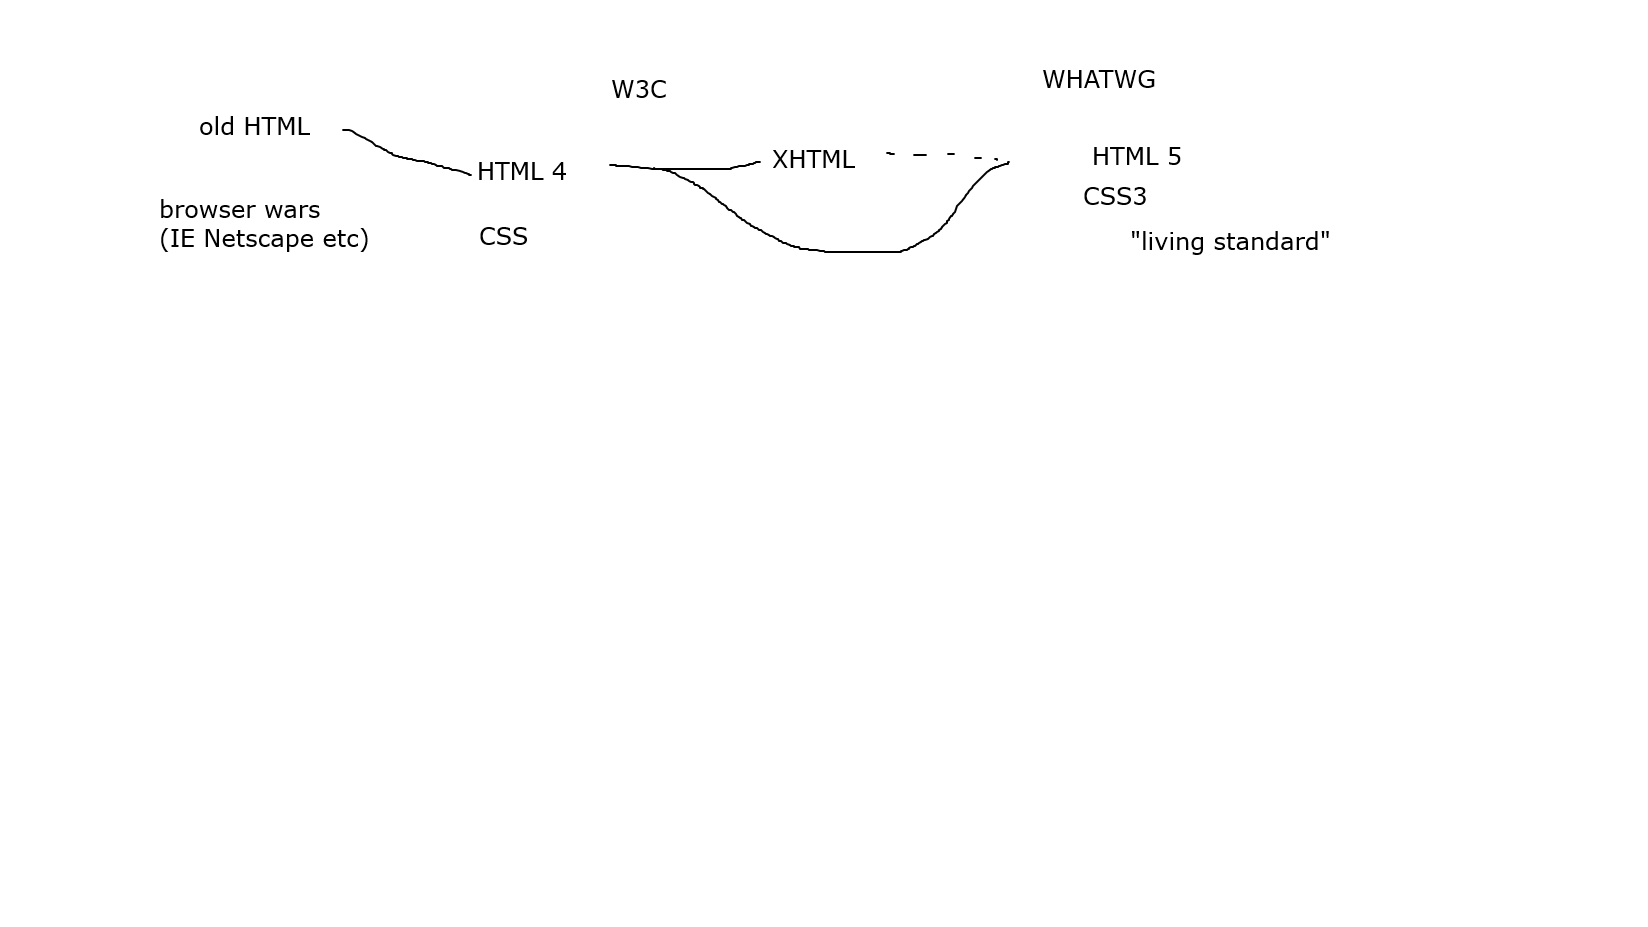 W3C
WHATWG
old HTML
HTML 4
XHTML
HTML 5
browser wars
(IE Netscape etc)
CSS
CSS3
"living standard"